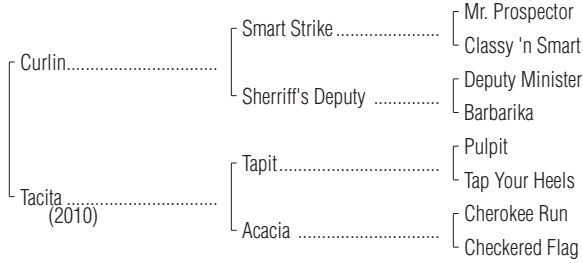 Mr. Prospector
Smart Strike
Classy 'n Smart
Curlin
Deputy Minister
Sherriff's Deputy
Barbarika
Pulpit
Tapit
Tap Your Heels
Tacita
(2010)
Cherokee Run
Acacia
Checkered Flag